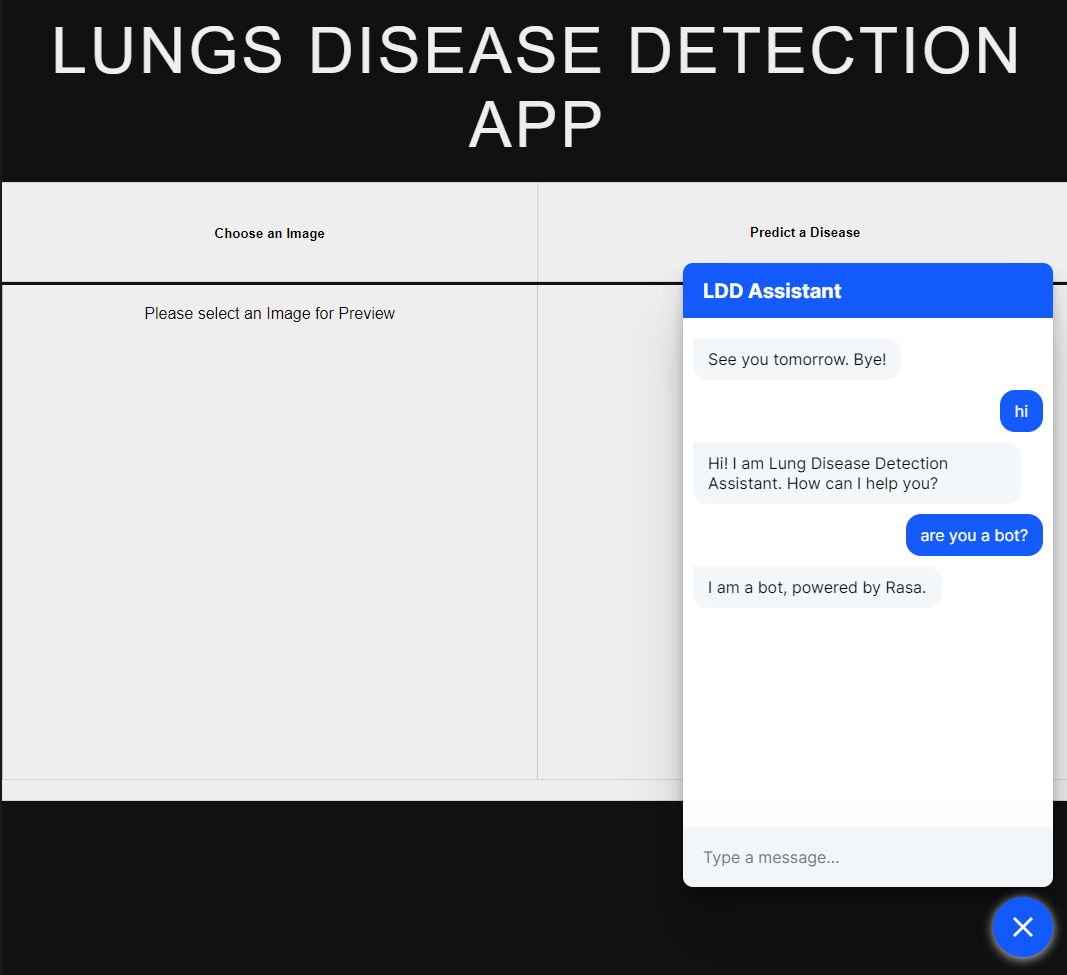 LUNGS DISEASE DETECTION
APP
Choose an Image
Predict a Disease
Please select an Image for Preview
LDD Assistant
See you tomorrow. Bye!
hi
Hi! I am Lung Disease Detection
Assistant. How can I help you?
are you a bot?
I am a bot, powered by Rasa.
Type a message...